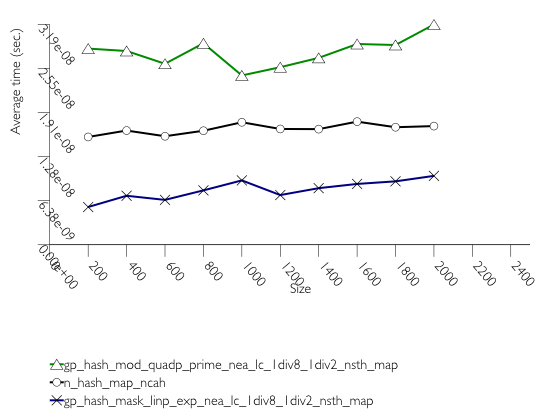 Average time (sec.)
3.19e-08
2.55e-08
1.91e-08
1.28e-08
6.38e-09
0.00e+00
0
200
400
600
800
1000
1200
1400
1600
1800
2000
2200
2400
Size
gp_hash_mod_quadp_prime_nea_lc_1div8_1div2_nsth_map
n_hash_map_ncah
gp_hash_mask_linp_exp_nea_lc_1div8_1div2_nsth_map